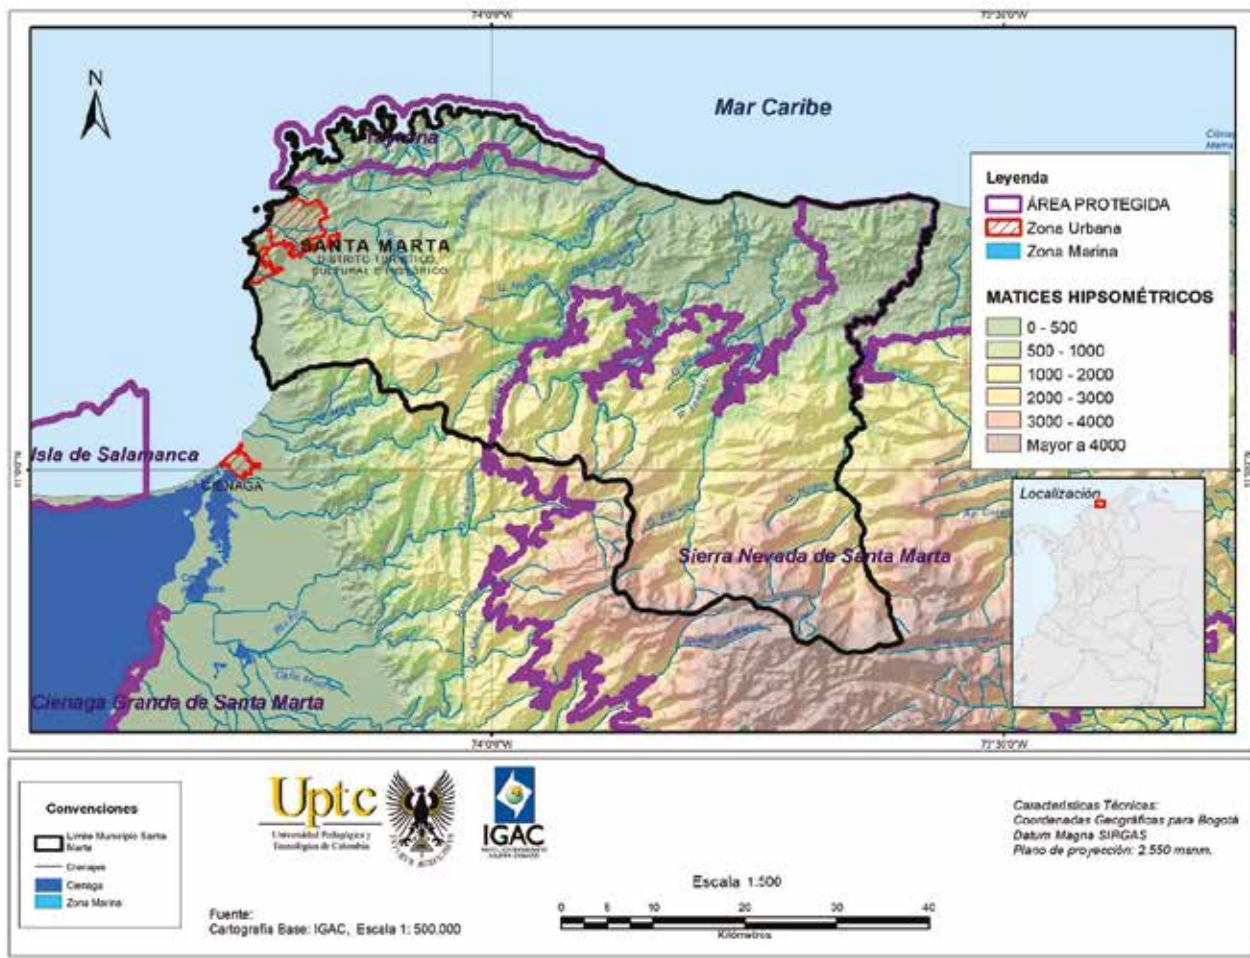 74°0'0"W
73°30'0"W
N
Mar Caribe
Leyenda
ÁREA PROTEGIDA
Zona Urbana
Zona Marina
SANTA MARTA
DISTRITO TURISTICO,
CULTURAL E HISTÓRICO
MATICES HIPSOMÉTRICOS
0 - 500
500 - 1000
1000 - 2000
2000 - 3000
3000 - 4000
Mayor a 4000
Isla de Salamanca
CIENAGA
Localización
Sierra Nevada de Santa Marta
Cienaga Grande de Santa Marta
74°0'0"W
73°30'0"W
Convenciones
Limite Municipio Santa
Marta
Drenajes
Cienaga
Zona Marina
Uptc
Universidad Pedagógica y
Tecnológica de Colombia
IGAC
Fuente:
Cartografía Base: IGAC, Escala 1: 500.000
Escala 1:500
0 5 10 20 30 40
Kilómetros
Características Técnicas:
Coordenadas Geográficas para Bogotá
Datum Magna SIRGAS
Plano de proyección: 2.550 msnm.